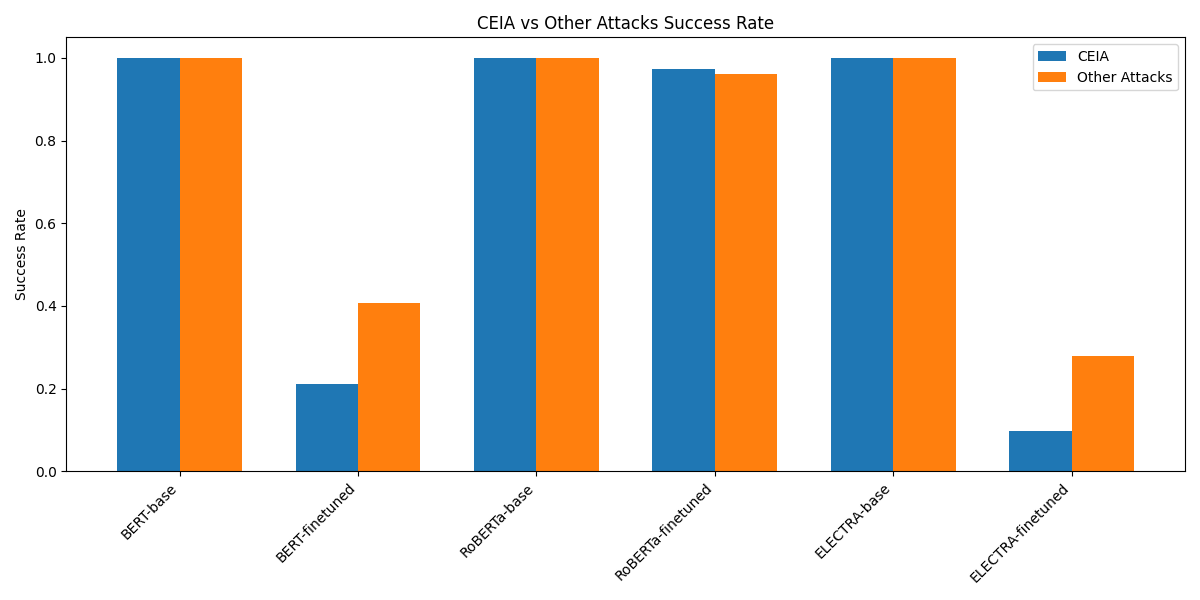 CEIA vs Other Attacks Success Rate
CEIA
Other Attacks
Success Rate
1.0
0.8
0.6
0.4
0.2
0.0
BERT-base
BERT-finetuned
RoBERTa-base
RoBERTa-finetuned
ELECTRA-base
ELECTRA-finetuned